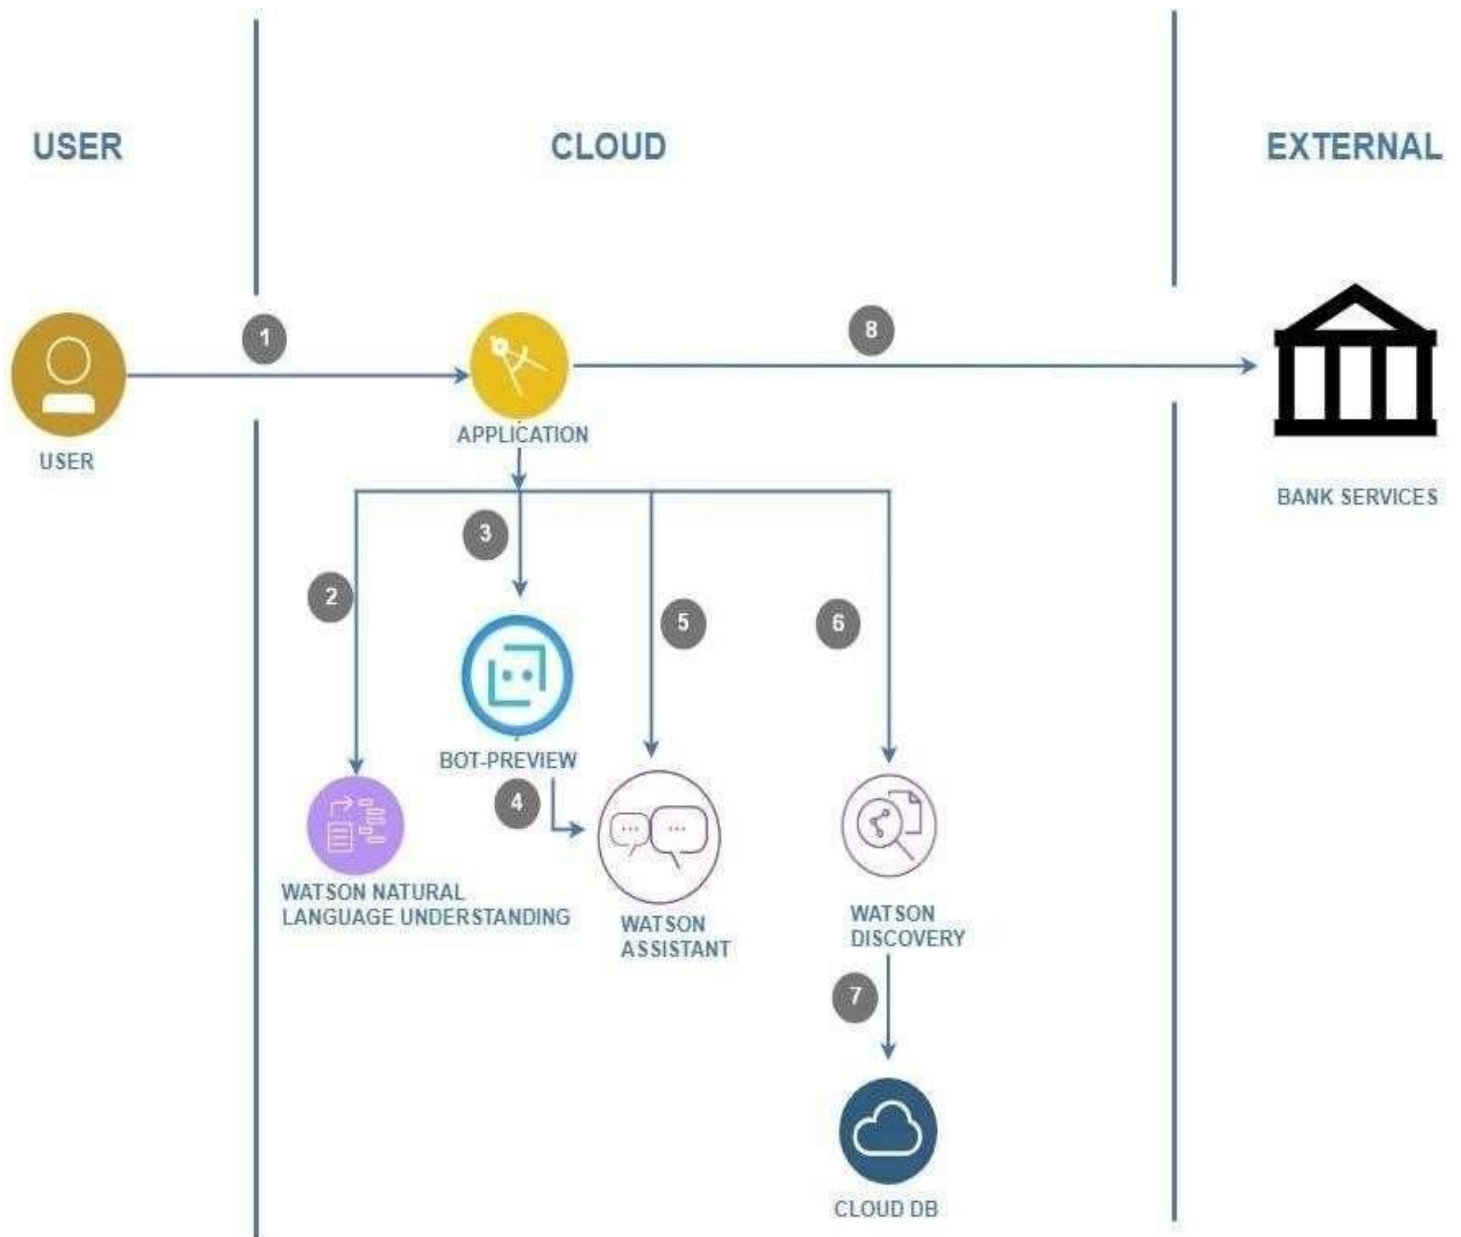 USER
CLOUD
EXTERNAL
1
8
USER
APPLICATION
BANK SERVICES
3
2
5
6
BOT-PREVIEW
4
WATSON NATURAL
LANGUAGE UNDERSTANDING
WATSON
ASSISTANT
WATSON
DISCOVERY
7
CLOUD DB